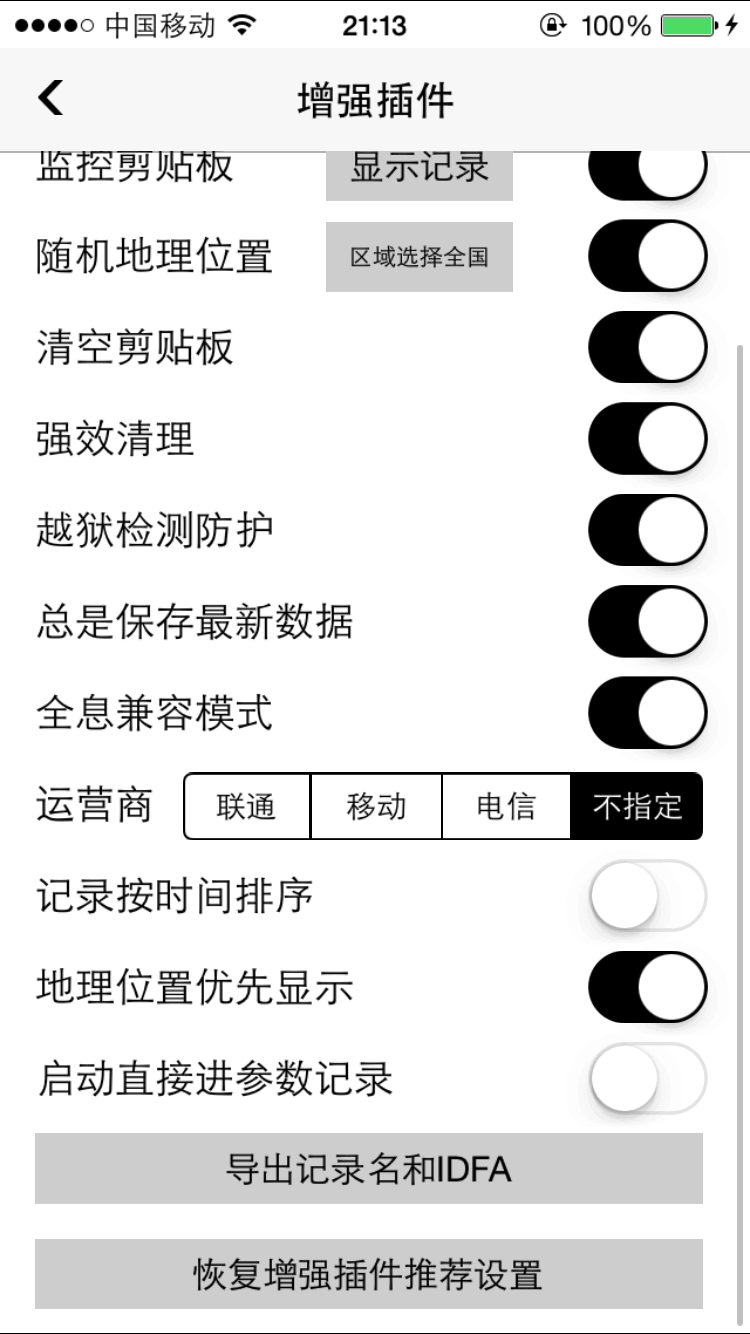 中国移动 21:13 100%
增强插件
监控剪贴板 显示记录
随机地理位置 区域选择全国
清空剪贴板
强效清理
越狱检测防护
总是保存最新数据
全息兼容模式
运营商 联通 移动 电信 不指定
记录按时间排序
地理位置优先显示
启动直接进参数记录
导出记录名和IDFA
恢复增强插件推荐设置